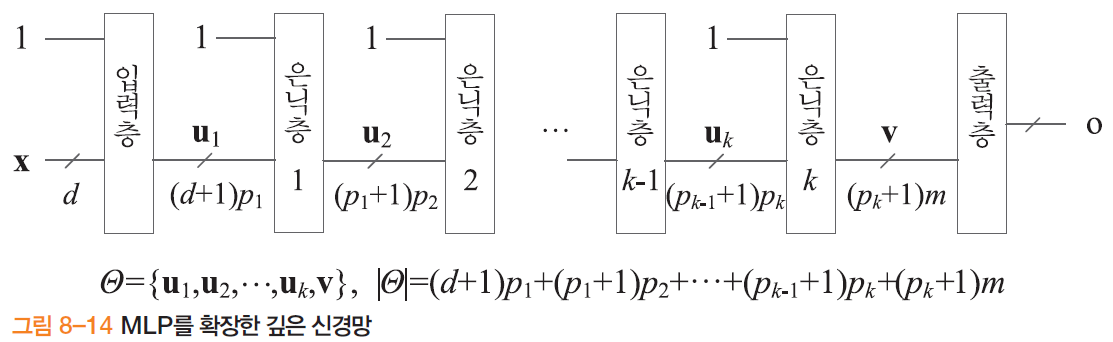 1 1 1 1
입력층 은닉층 1 은닉층 2 … 은닉층 k-1 은닉층 k 출력층
x u₁ u₂ uₖ v o
d (d+1)p₁ (p₁+1)p₂ (pₖ₋₁+1)pₖ (pₖ+1)m
Θ={u₁,u₂,⋯,uₖ,v}, |Θ|=(d+1)p₁+(p₁+1)p₂+⋯+(pₖ₋₁+1)pₖ+(pₖ+1)m
그림 8-14 MLP를 확장한 깊은 신경망